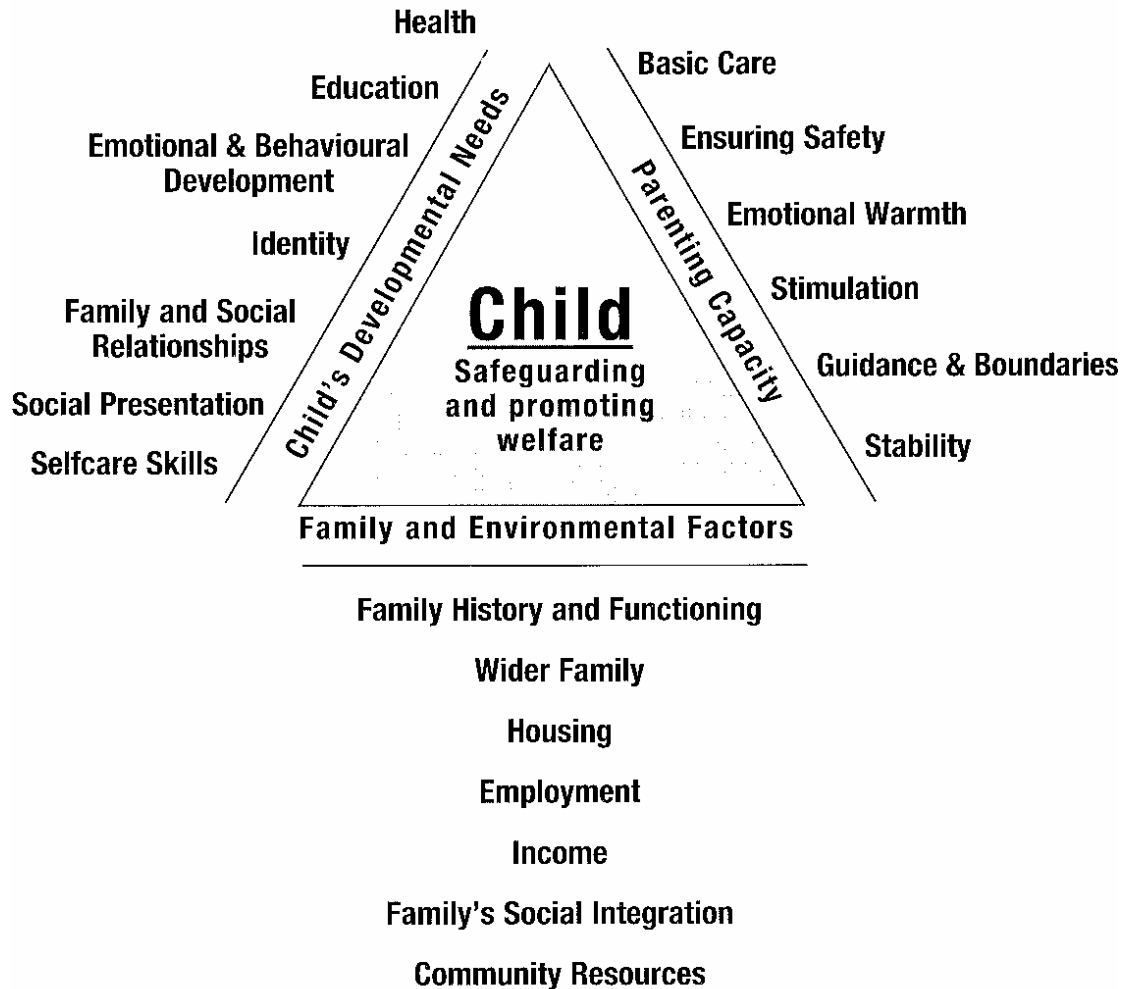 Health
Education
Emotional & Behavioural
Development
Identity
Family and Social
Relationships
Social Presentation
Selfcare Skills
Child's Developmental Needs
Basic Care
Ensuring Safety
Emotional Warmth
Stimulation
Guidance & Boundaries
Stability
Parenting Capacity
Child
Safeguarding
and promoting
welfare
Family and Environmental Factors
Family History and Functioning
Wider Family
Housing
Employment
Income
Family's Social Integration
Community Resources